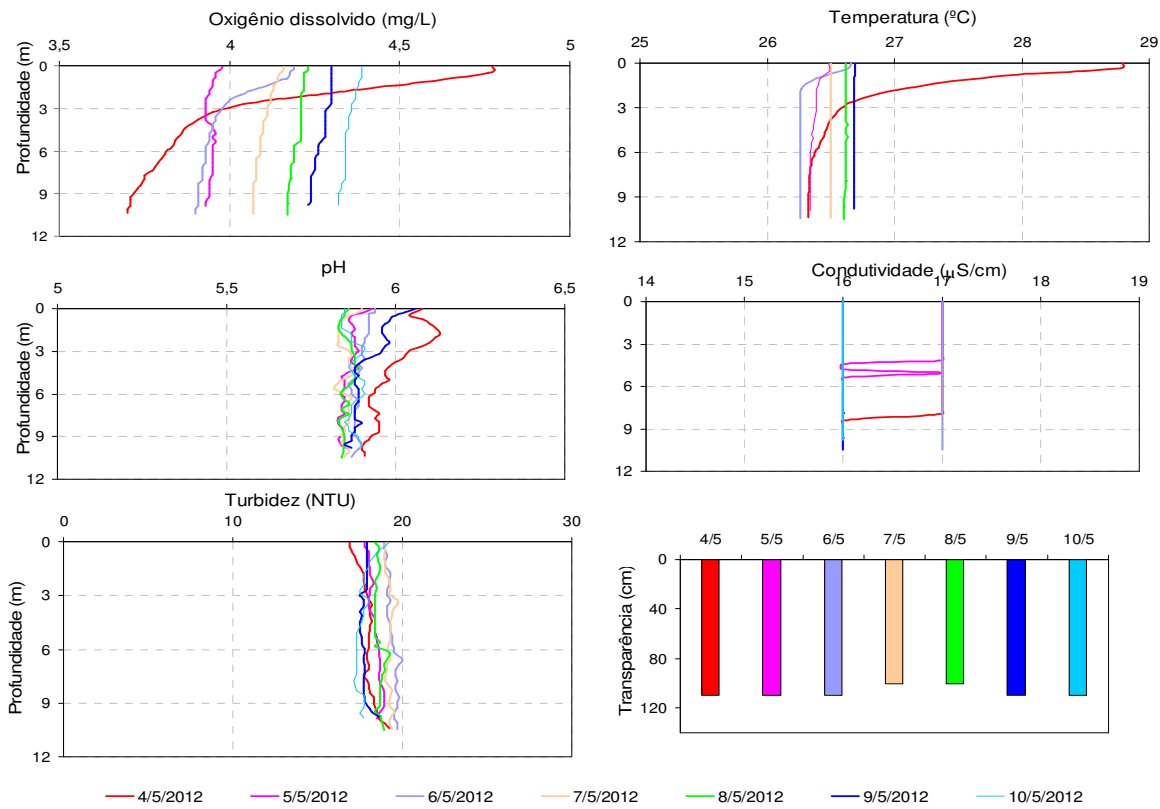 Oxigênio dissolvido (mg/L)
3,5 4 4,5 5
Profundidade (m)
0
3
6
9
12
Temperatura (ºC)
25 26 27 28 29
0
3
6
9
12
pH
5 5,5 6 6,5
Profundidade (m)
0
3
6
9
12
Condutividade (µS/cm)
14 15 16 17 18 19
0
3
6
9
12
Turbidez (NTU)
0 10 20 30
Profundidade (m)
0
3
6
9
12
4/5 5/5 6/5 7/5 8/5 9/5 10/5
Transparência (cm)
0
40
80
120
4/5/2012 5/5/2012 6/5/2012 7/5/2012 8/5/2012 9/5/2012 10/5/2012